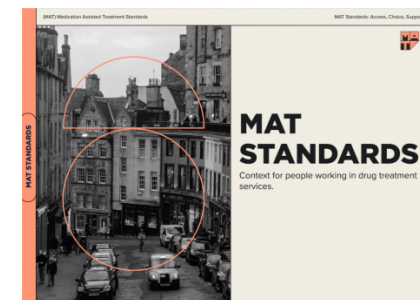 (MAT) Medication Assisted Treatment Standards
MAT Standards: Access, Choice, Suppo
MAT STANDARDS
MAT
STANDARDS
Context for people working in drug treatment
services.